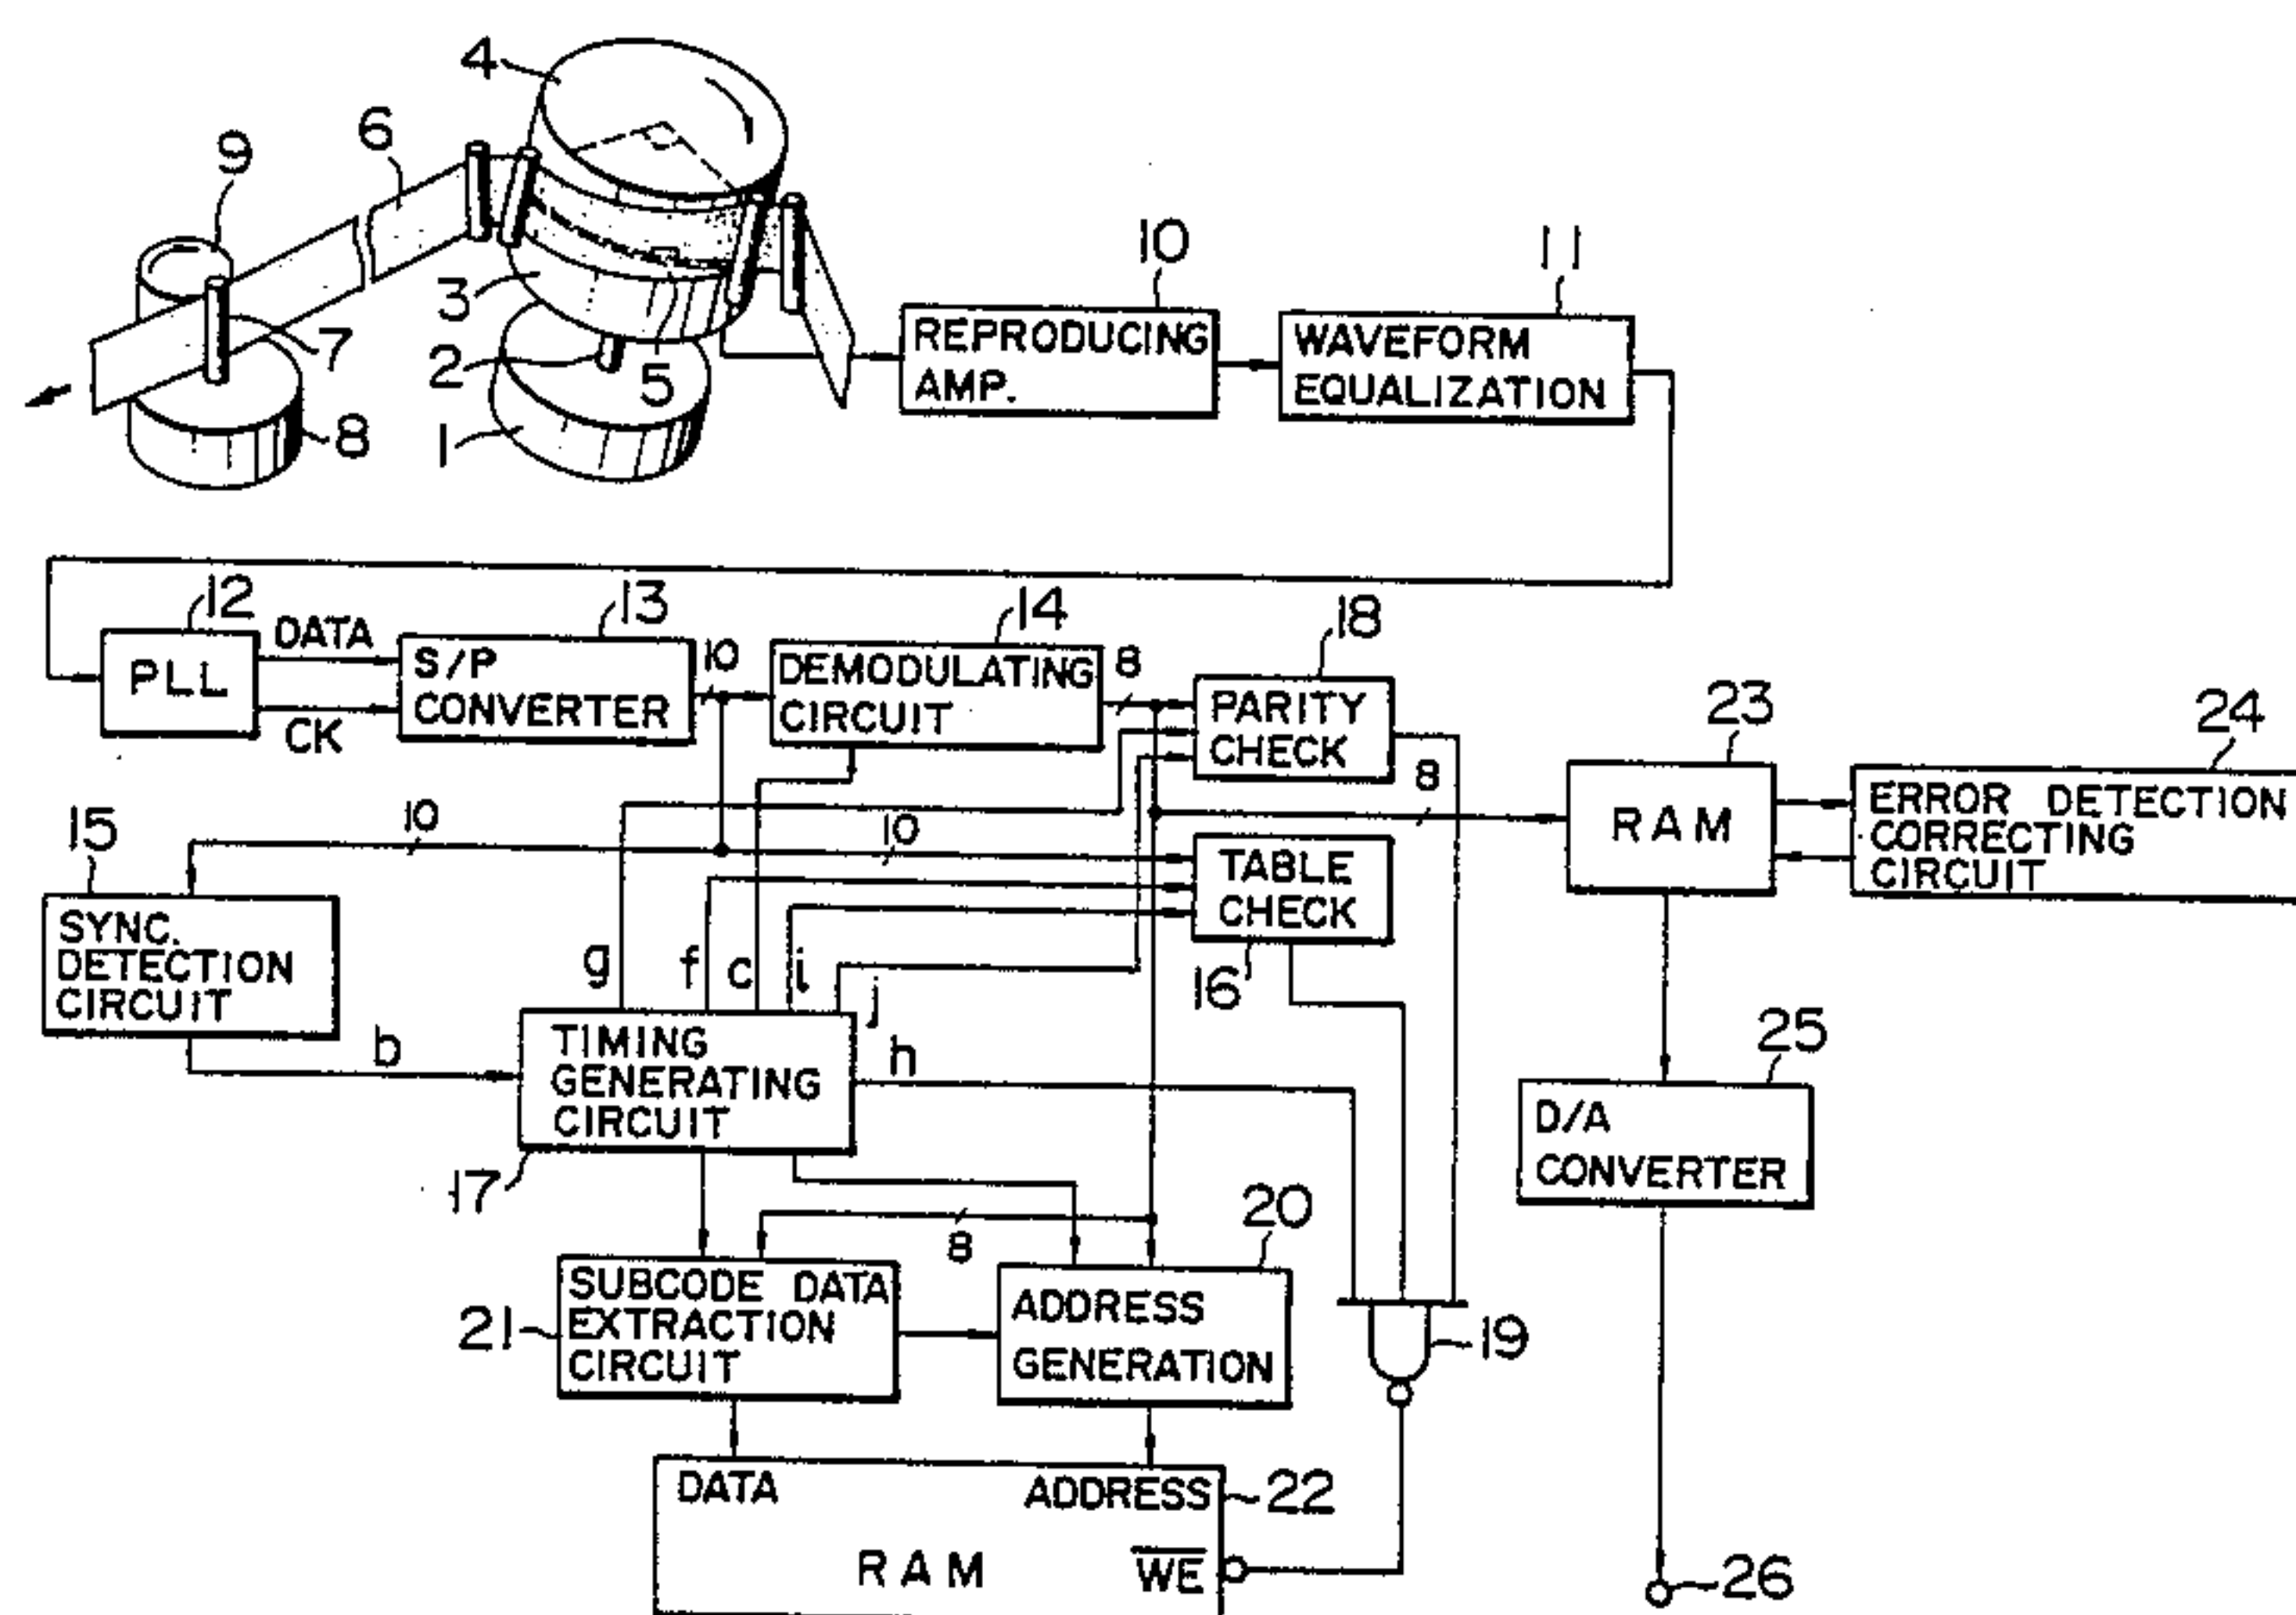 4
6
9
10
11
3
7
2
5
8
1
REPRODUCING
AMP.
WAVEFORM
EQUALIZATION
12
DATA
13
14
18
PLL
CK
S/P
CONVERTER
10
DEMODULATING
CIRCUIT
8
PARITY
CHECK
23
24
8
RAM
ERROR DETECTION
CORRECTING
CIRCUIT
15
10
10
TABLE
CHECK
16
SYNC.
DETECTION
CIRCUIT
g
f
c
i
j
b
TIMING
GENERATING
CIRCUIT
h
17
25
D/A
CONVERTER
8
20
21
SUBCODE DATA
EXTRACTION
CIRCUIT
ADDRESS
GENERATION
19
DATA
ADDRESS
22
RAM
WE
26